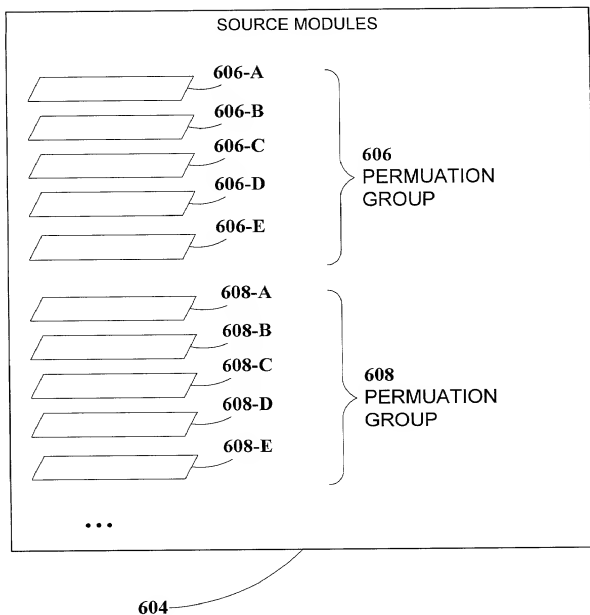 SOURCE MODULES
606-A
606-B
606-C
606-D
606-E
606
PERMUATION
GROUP
608-A
608-B
608-C
608-D
608-E
608
PERMUATION
GROUP
...
604